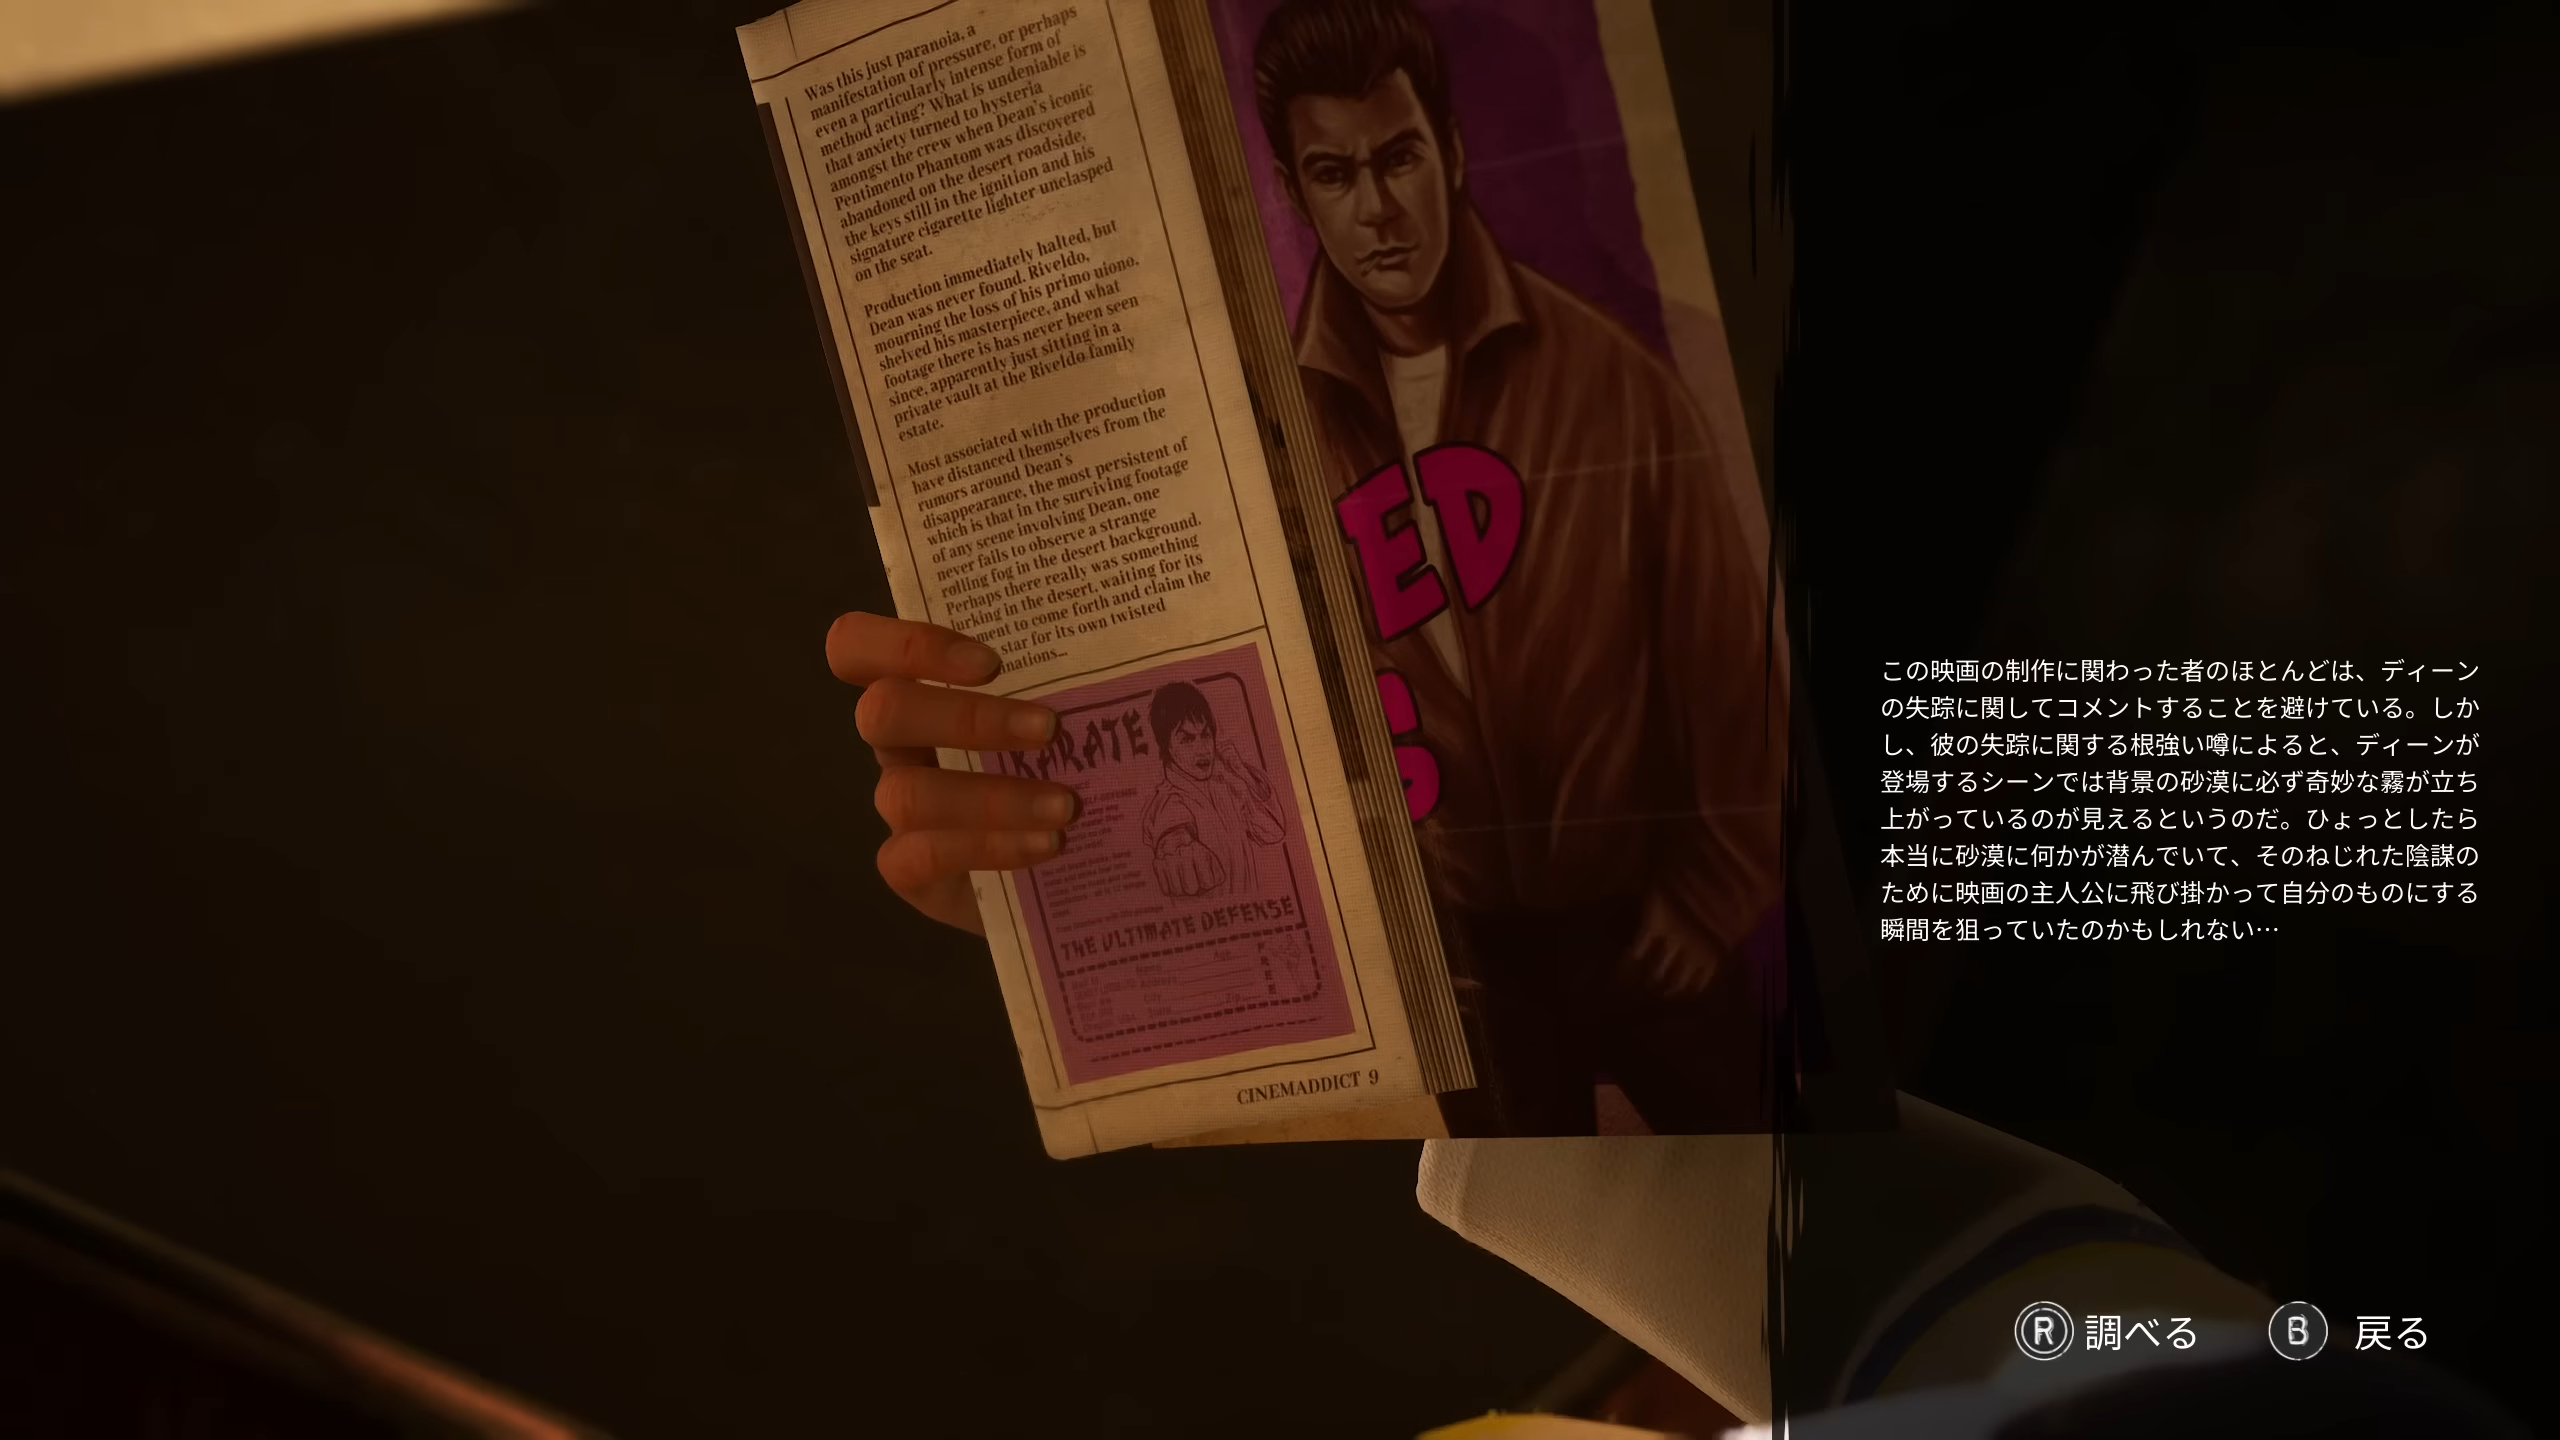 Was this just paranoia, a
manifestation of pressure, or perhaps
even a particularly intense form of
method acting? What is undeniable is
that anxiety turned to hysteria
amongst the crew when Dean's iconic
Pentimento Phantom was discovered
abandoned on the desert roadside,
the keys still in the ignition and his
signature cigarette lighter unclasped
on the seat.
Production immediately halted, but
Dean was never found. Riveldo,
mourning the loss of his primo uiono,
shelved his masterpiece, and what
footage there is has never been seen
since, apparently just sitting in a
private vault at the Riveldo family
estate.
Most associated with the production
have distanced themselves from the
rumors around Dean's
disappearance, the most persistent of
which is that in the surviving footage
of any scene involving Dean, one
never fails to observe a strange
rolling fog in the desert background.
Perhaps there really was something
lurking in the desert, waiting for its
ment to come forth and claim the
star for its own twisted
inations...
KARATE
THE ULTIMATE DEFENSE
Name
Age
Address
City
Zip
State
FREE
CINEMADDICT 9
ED
この映画の制作に関わった者のほとんどは、ディーン
の失踪に関してコメントすることを避けている。しか
し、彼の失踪に関する根強い噂によると、ディーンが
登場するシーンでは背景の砂漠に必ず奇妙な霧が立ち
上がっているのが見えるというのだ。ひょっとしたら
本当に砂漠に何かが潜んでいて、そのねじれた陰謀の
ために映画の主人公に飛び掛かって自分のものにする
瞬間を狙っていたのかもしれない…
R 調べる B 戻る